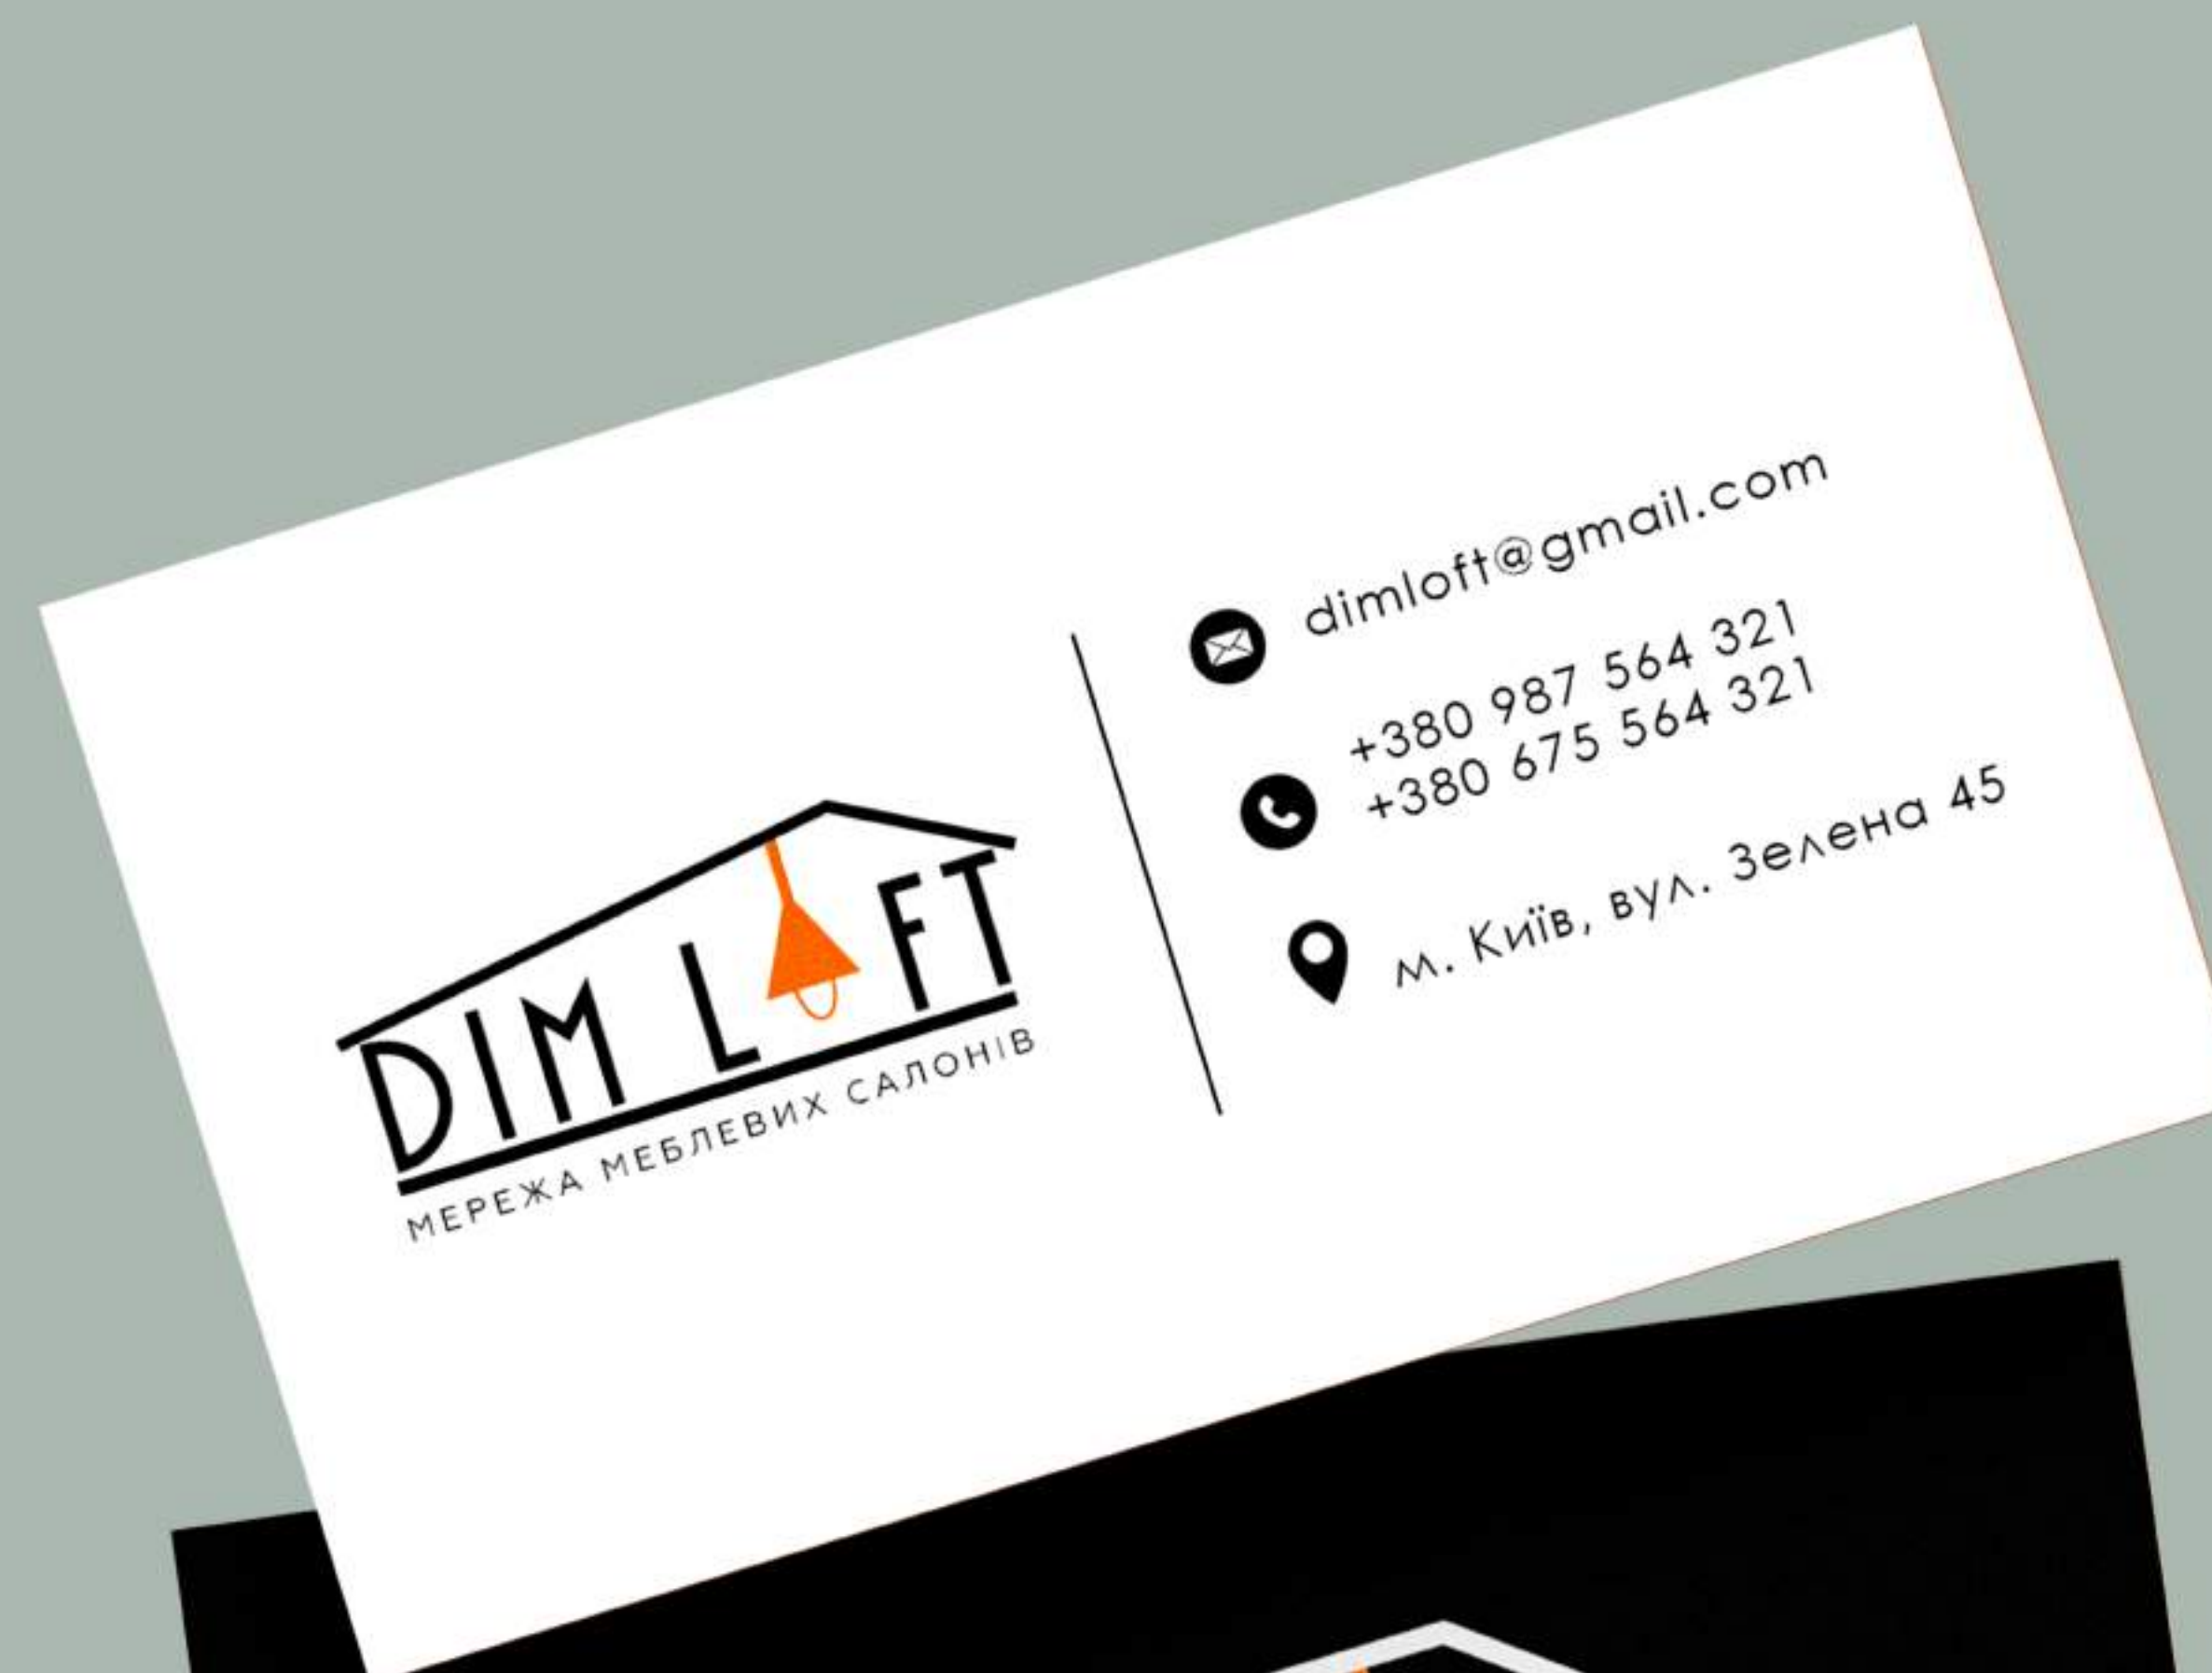 DIM LOFT
МЕРЕЖА МЕБЛЕВИХ САЛОНІВ
dimloft@gmail.com
+380 987 564 321
+380 675 564 321
м. Київ, вул. Зелена 45